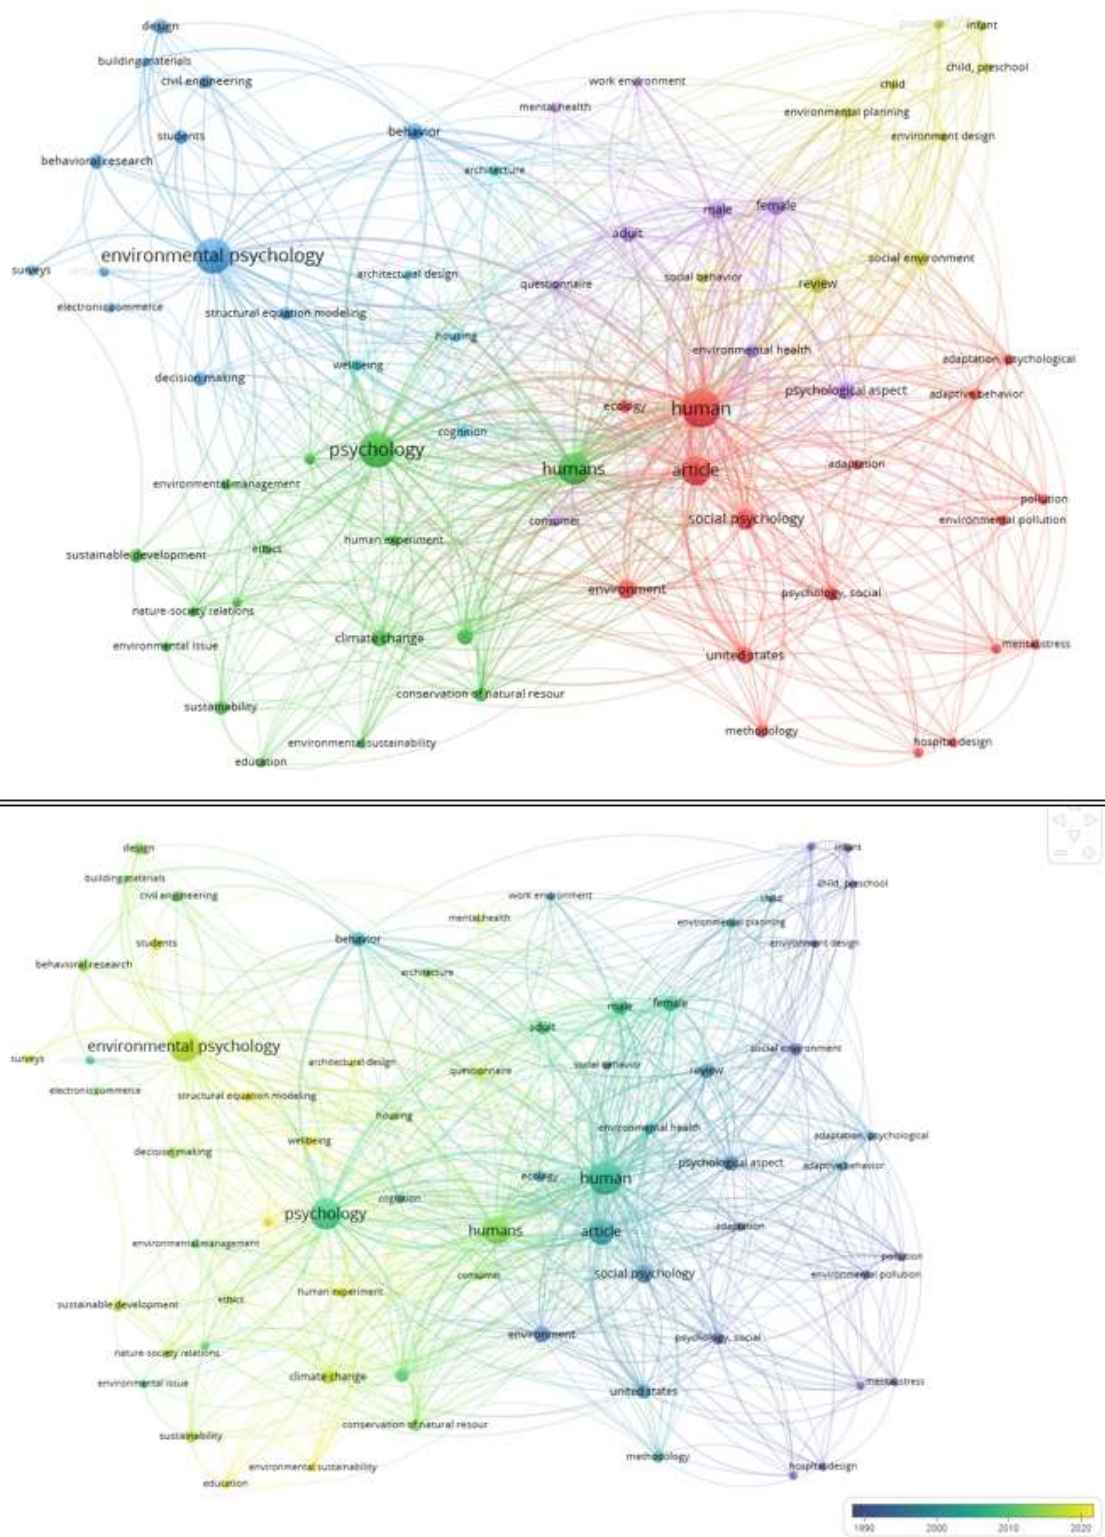 design
infant
building materials
child, preschool
civil engineering
work environment
child
mental health
environmental planning
students
behavior
environment design
behavioral research
architecture
male
female
adult
environmental psychology
social environment
surveys
architectural design
social behavior
questionnaire
review
electronic commerce
structural equation modeling
housing
environmental health
adaptation, psychological
wellbeing
decision making
psychological aspect
adaptive behavior
ecology
human
cognition
psychology
humans
article
adaptation
environmental management
pollution
consumer
social psychology
environmental pollution
human experiment
ethics
sustainable development
environment
psychology, social
nature-society relations
climate change
environmental issue
mental stress
united states
conservation of natural resour
sustainability
methodology
environmental sustainability
hospital design
education
design
infant
building materials
child, preschool
civil engineering
work environment
child
mental health
environmental planning
students
behavior
environment design
behavioral research
architecture
male
female
adult
environmental psychology
social environment
surveys
architectural design
social behavior
questionnaire
review
electronic commerce
structural equation modeling
housing
environmental health
adaptation, psychological
wellbeing
decision making
psychological aspect
adaptive behavior
ecology
human
cognition
psychology
humans
article
adaptation
environmental management
pollution
consumer
social psychology
environmental pollution
human experiment
ethics
sustainable development
environment
psychology, social
nature-society relations
climate change
environmental issue
mental stress
united states
conservation of natural resour
sustainability
methodology
environmental sustainability
hospital design
education
1990 2000 2010 2020